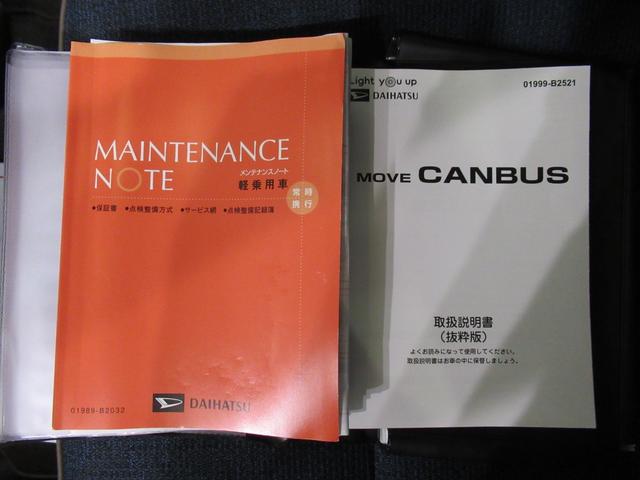 MAINTENANCE
NOTE
メンテナンスノート
軽乗用車
常時
携行
●保証書 ●点検整備方式 ●サービス網 ●点検整備記録簿
01989-B2032
DAIHATSU
Light you up
DAIHATSU
01999-B2521
MOVE CANBUS
取扱説明書
（抜粋版）
よくお読みになって使用してください。
取扱説明書はお車の中に保管しましょう。